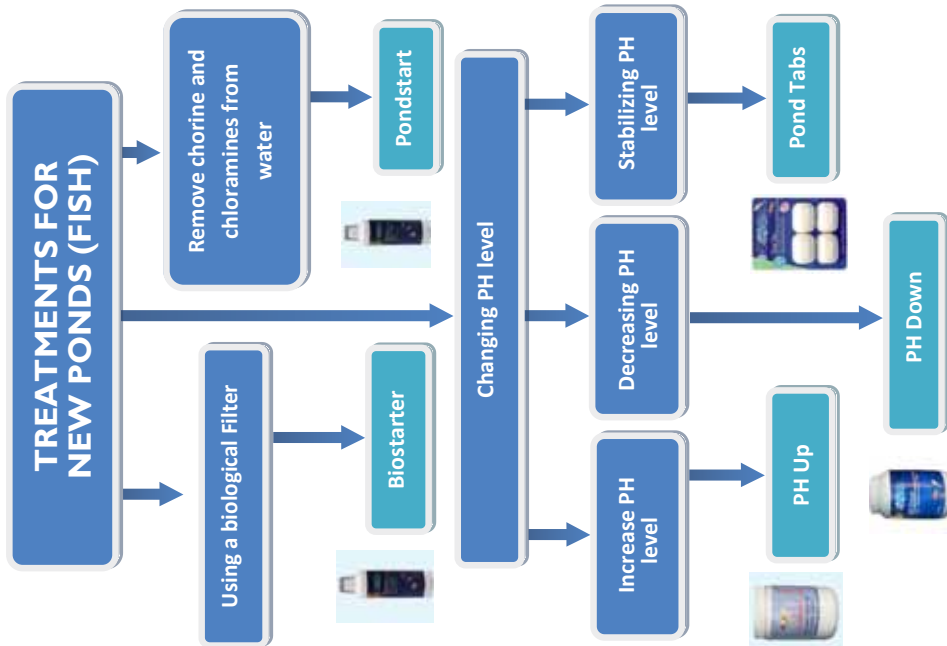 TREATMENTS FOR
NEW PONDS (FISH)
Using a biological Filter
Remove chorine and
chloramines from
water
Biostarter
Pondstart
Changing PH level
Increase PH
level
Decreasing PH
level
Stabilizing PH
level
PH Up
Pond Tabs
PH Down